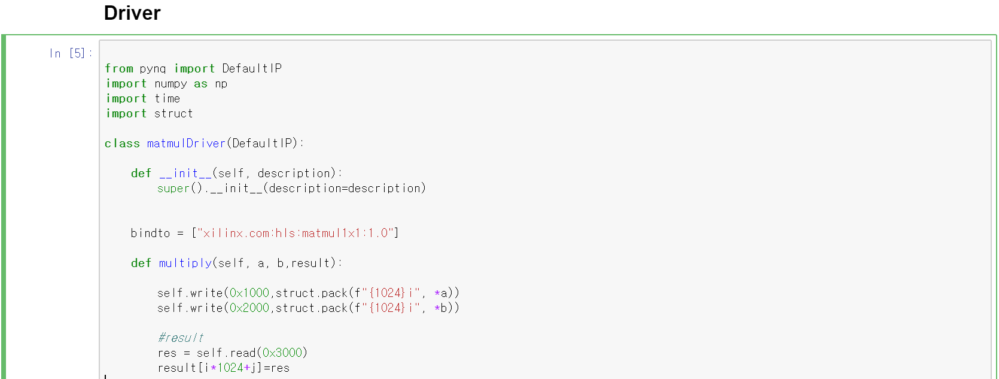 Driver
In [5]:
from pynq import DefaultIP
import numpy as np
import time
import struct
class matmulDriver(DefaultIP):
def __init__(self, description):
super().__init__(description=description)
bindto = ["xilinx.com:hls:matmul1x1:1.0"]
def multiply(self, a, b,result):
self.write(0x1000,struct.pack(f"{1024}i", *a))
self.write(0x2000,struct.pack(f"{1024}i", *b))
#result
res = self.read(0x3000)
result[i*1024+j]=res